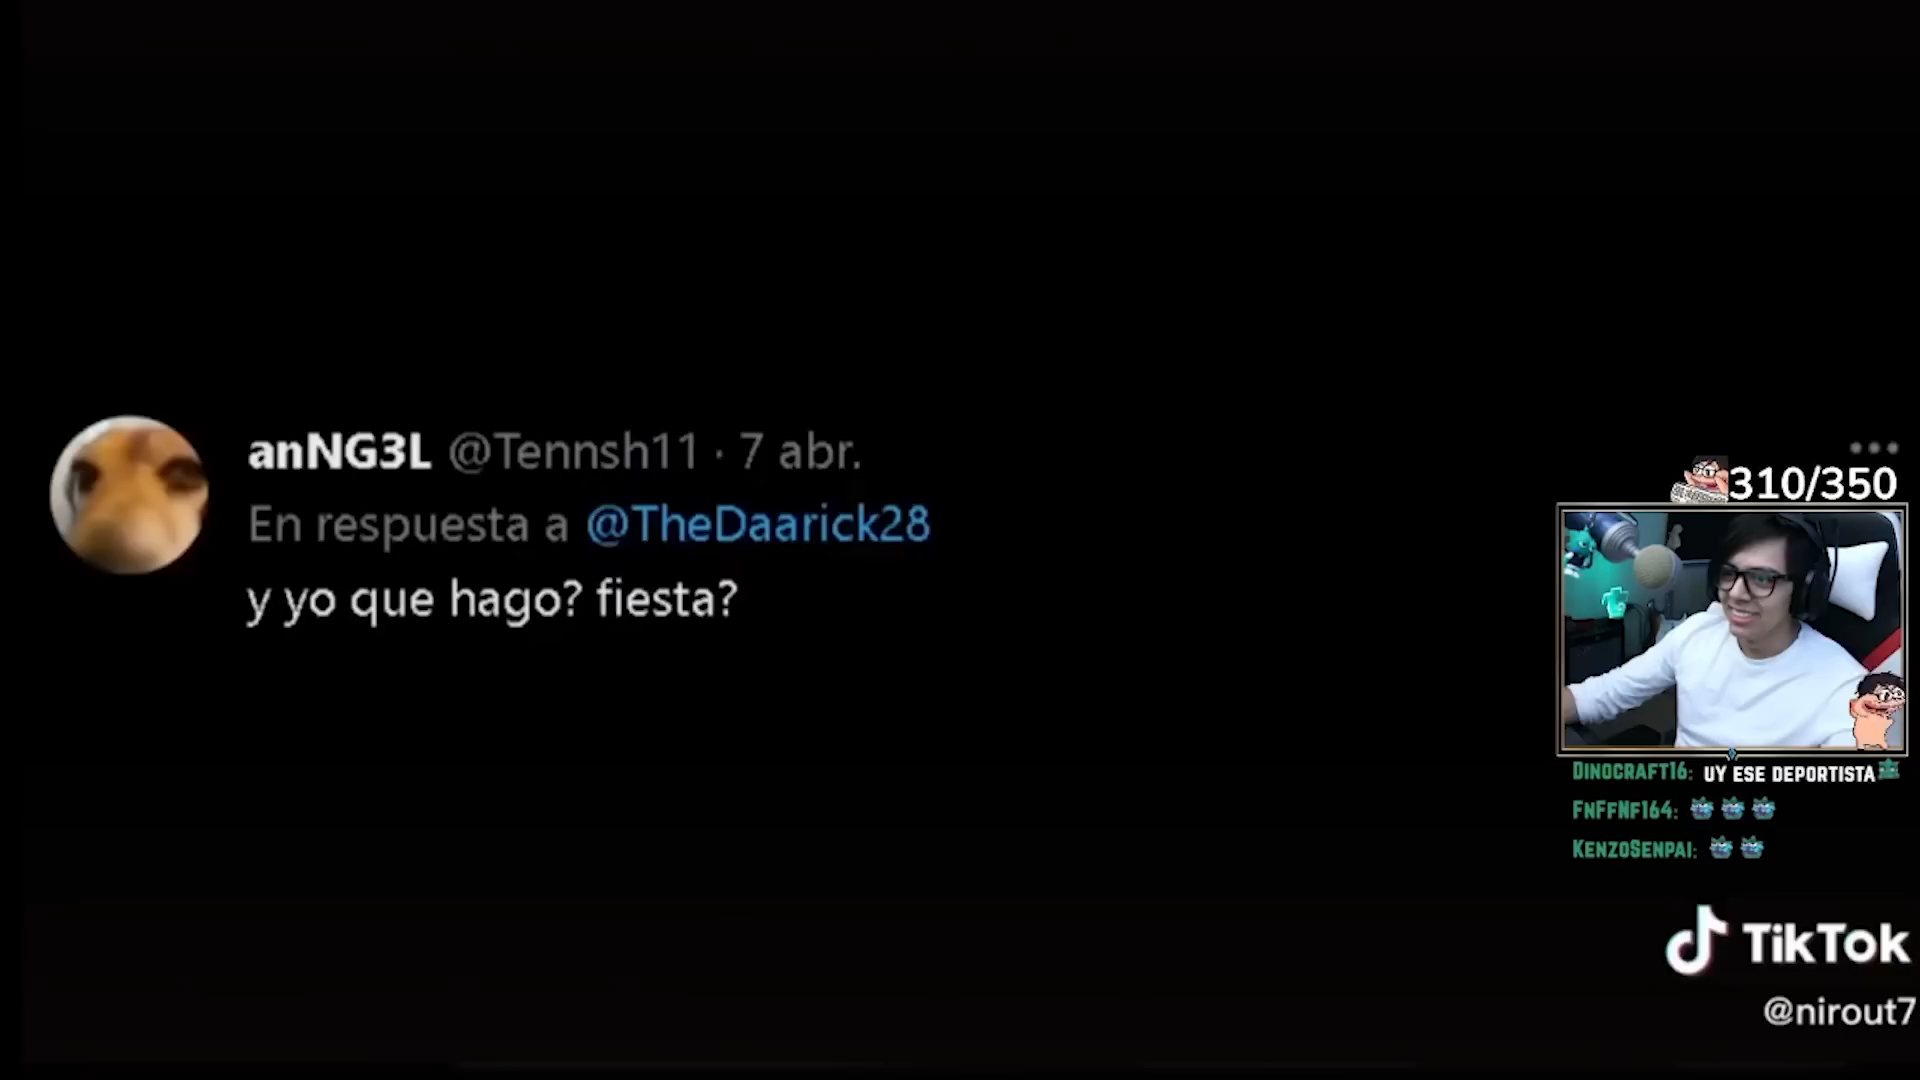 anNG3L @Tennsh11 · 7 abr.
En respuesta a @TheDaarick28
y yo que hago? fiesta?
310/350
DINOCRAFT16: UY ESE DEPORTISTA
FNFFNF164:
KENZOSENPAI:
TikTok
@nirout7